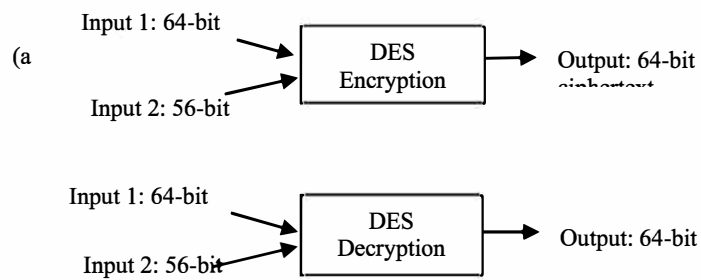 Input 1: 64-bit
(a
DES
Encryption
Output: 64-bit
ciphertext
Input 2: 56-bit
Input 1: 64-bit
DES
Decryption
Output: 64-bit
Input 2: 56-bit